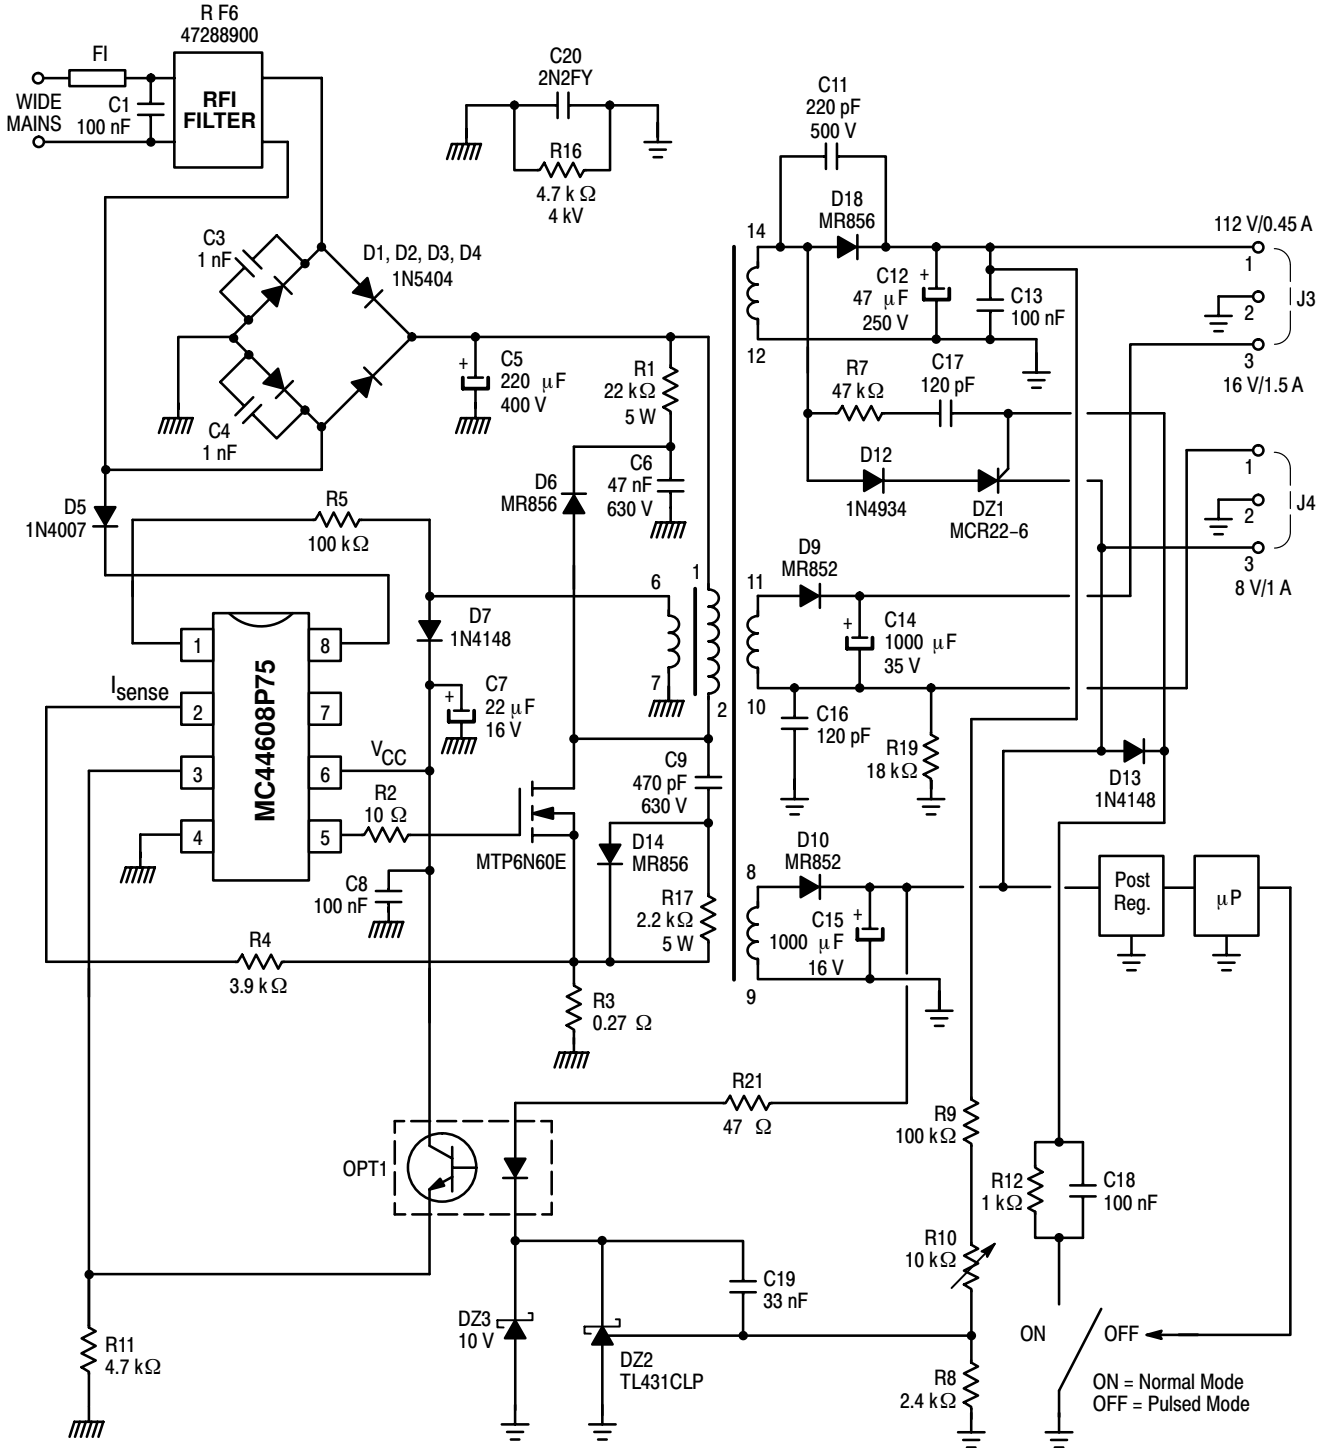 R F6
47288900
FI
WIDE
MAINS
C1
100 nF
RFI
FILTER
C20
2N2FY
R16
4.7 k Ω
4 kV
C11
220 pF
500 V
D18
MR856
14
12
C12
47 µF
250 V
+
C13
100 nF
112 V/0.45 A
1
2
3
J3
16 V/1.5 A
C3
1 nF
D1, D2, D3, D4
1N5404
C4
1 nF
+
C5
220 µF
400 V
R1
22 kΩ
5 W
R7
47 kΩ
C17
120 pF
D12
1N4934
DZ1
MCR22–6
1
2
3
J4
8 V/1 A
D5
1N4007
R5
100 kΩ
D6
MR856
C6
47 nF
630 V
D9
MR852
6
1
11
7
2
10
D7
1N4148
+
C7
22 µF
16 V
+
C14
1000 µF
35 V
C16
120 pF
R19
18 kΩ
D13
1N4148
MC44608P75
1
2
3
4
8
7
6
5
Isense
VCC
R2
10 Ω
MTP6N60E
C8
100 nF
C9
470 pF
630 V
D14
MR856
R17
2.2 kΩ
5 W
8
9
D10
MR852
C15
1000 µF
16 V
+
Post
Reg.
µP
R4
3.9 kΩ
R3
0.27 Ω
R21
47 Ω
OPT1
R9
100 kΩ
R12
1 kΩ
C18
100 nF
R10
10 kΩ
C19
33 nF
DZ3
10 V
DZ2
TL431CLP
R11
4.7 kΩ
R8
2.4 kΩ
ON
OFF
ON = Normal Mode
OFF = Pulsed Mode